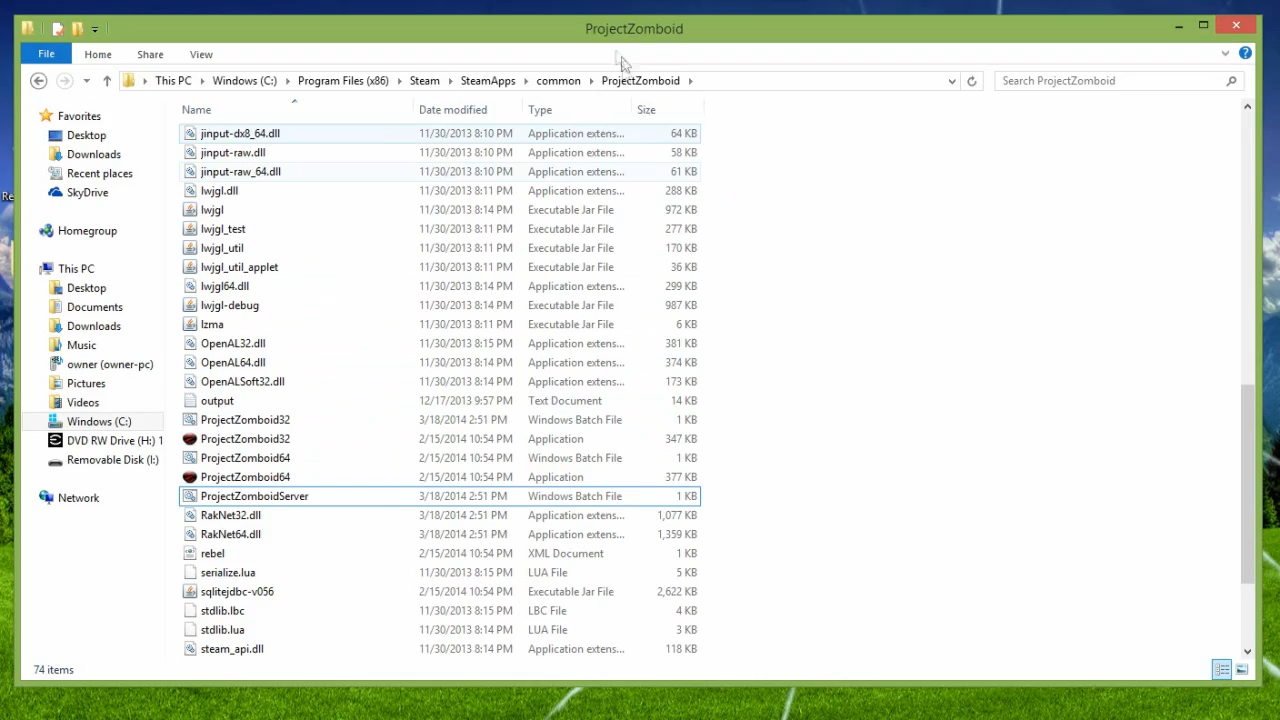 ProjectZomboid
File Home Share View
This PC Windows (C:) Program Files (x86) Steam SteamApps common ProjectZomboid Search ProjectZomboid
Name Date modified Type Size
Favorites
Desktop
Downloads
Recent places
SkyDrive
Homegroup
This PC
Desktop
Documents
Downloads
Music
owner (owner-pc)
Pictures
Videos
Windows (C:)
DVD RW Drive (H:) 1
Removable Disk (I:)
Network
jinput-dx8_64.dll 11/30/2013 8:10 PM Application extens... 64 KB
jinput-raw.dll 11/30/2013 8:10 PM Application extens... 58 KB
jinput-raw_64.dll 11/30/2013 8:10 PM Application extens... 61 KB
lwjgl.dll 11/30/2013 8:11 PM Application extens... 288 KB
lwjgl 11/30/2013 8:14 PM Executable Jar File 972 KB
lwjgl_test 11/30/2013 8:14 PM Executable Jar File 277 KB
lwjgl_util 11/30/2013 8:11 PM Executable Jar File 170 KB
lwjgl_util_applet 11/30/2013 8:11 PM Executable Jar File 36 KB
lwjgl64.dll 11/30/2013 8:14 PM Application extens... 299 KB
lwjgl-debug 11/30/2013 8:14 PM Executable Jar File 987 KB
lzma 11/30/2013 8:11 PM Executable Jar File 6 KB
OpenAL32.dll 11/30/2013 8:15 PM Application extens... 381 KB
OpenAL64.dll 11/30/2013 8:14 PM Application extens... 374 KB
OpenALSoft32.dll 11/30/2013 8:14 PM Application extens... 173 KB
output 12/17/2013 9:57 PM Text Document 14 KB
ProjectZomboid32 3/18/2014 2:51 PM Windows Batch File 1 KB
ProjectZomboid32 2/15/2014 10:54 PM Application 347 KB
ProjectZomboid64 2/15/2014 10:54 PM Windows Batch File 1 KB
ProjectZomboid64 2/15/2014 10:54 PM Application 377 KB
ProjectZomboidServer 3/18/2014 2:51 PM Windows Batch File 1 KB
RakNet32.dll 3/18/2014 2:51 PM Application extens... 1,077 KB
RakNet64.dll 3/18/2014 2:51 PM Application extens... 1,359 KB
rebel 2/15/2014 10:54 PM XML Document 1 KB
serialize.lua 11/30/2013 8:15 PM LUA File 5 KB
sqlitejdbc-v056 2/15/2014 10:54 PM Executable Jar File 2,622 KB
stdlib.lbc 11/30/2013 8:15 PM LBC File 4 KB
stdlib.lua 11/30/2013 8:14 PM LUA File 3 KB
steam_api.dll 11/30/2013 8:14 PM Application extens... 118 KB
74 items
Re